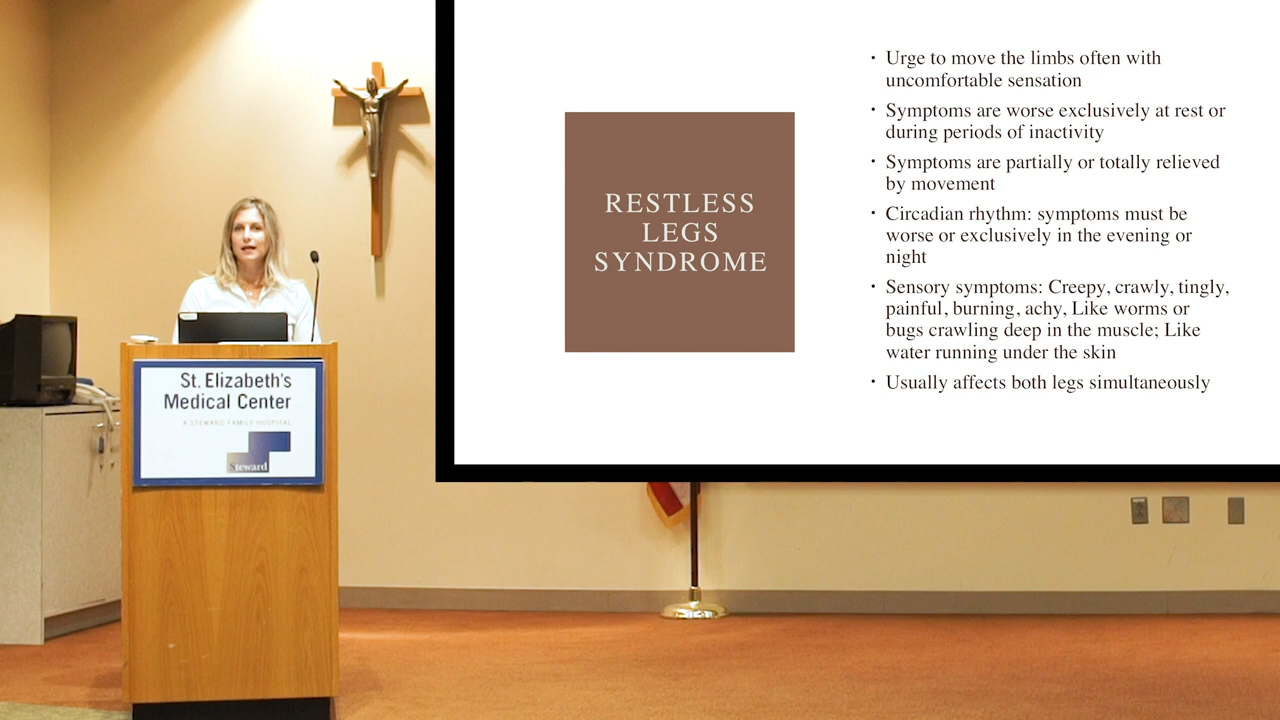 RESTLESS
LEGS
SYNDROME
• Urge to move the limbs often with
uncomfortable sensation
• Symptoms are worse exclusively at rest or
during periods of inactivity
• Symptoms are partially or totally relieved
by movement
• Circadian rhythm: symptoms must be
worse or exclusively in the evening or
night
• Sensory symptoms: Creepy, crawly, tingly,
painful, burning, achy, Like worms or
bugs crawling deep in the muscle; Like
water running under the skin
• Usually affects both legs simultaneously
St. Elizabeth's
Medical Center
A STEWARD FAMILY HOSPITAL
Steward